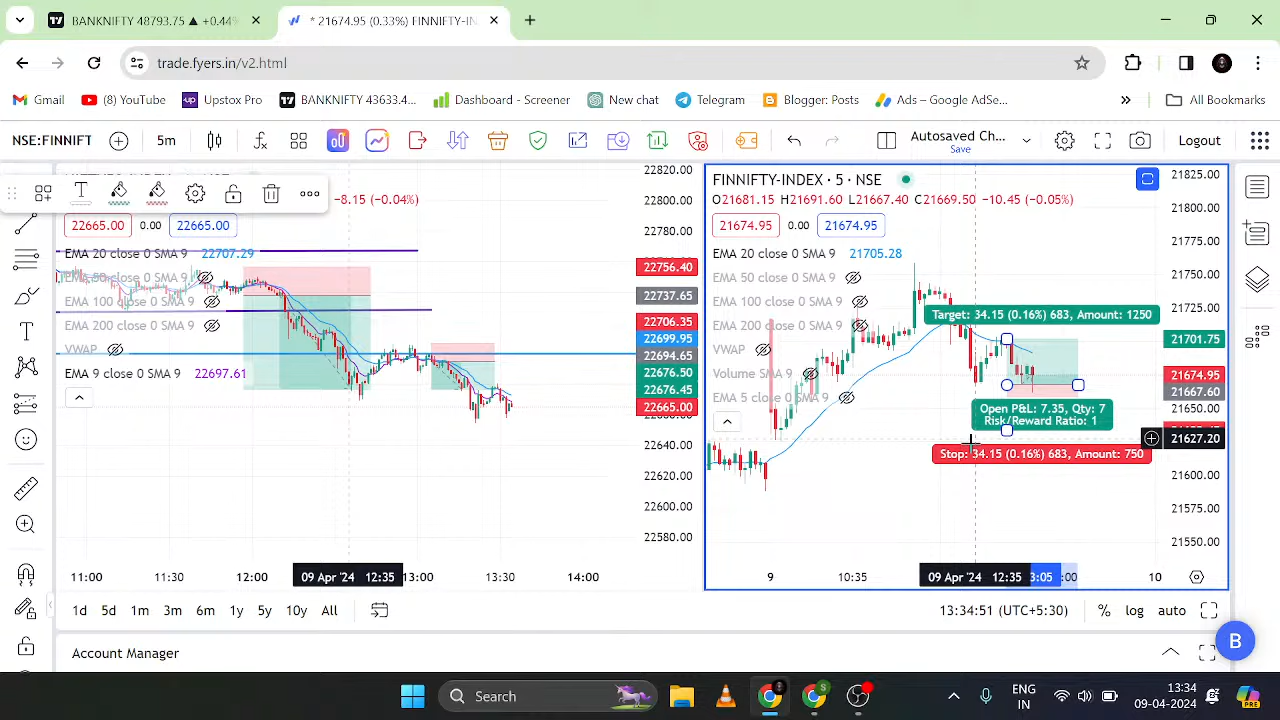 BANKNIFTY 48793.75 ▲ +0.44%
* 21674.95 (0.33%) FINNIFTY-IN
trade.fyers.in/v2.html
Gmail
(8) YouTube
Upstox Pro
BANKNIFTY 43633.4...
Dashboard - Screener
New chat
Telegram
Blogger: Posts
Ads – Google Adse...
All Bookmarks
NSE:FINNIFT
5m
Autosaved Ch...
Save
Logout
−8.15 (−0.04%)
22665.00 0.00 22665.00
EMA 20 close 0 SMA 9 22707.29
EMA 50 close 0 SMA 9
EMA 100 close 0 SMA 9
EMA 200 close 0 SMA 9
VWAP
EMA 9 close 0 SMA 9 22697.61
22820.00
22800.00
22780.00
22756.40
22737.65
22706.35
22699.95
22694.65
22676.50
22676.45
22665.00
22640.00
22620.00
22600.00
22580.00
11:00 11:30 12:00 09 Apr '24 12:35 13:00 13:30 14:00
FINNIFTY-INDEX · 5 · NSE
O21681.15 H21691.60 L21667.40 C21669.50 −10.45 (−0.05%)
21674.95 0.00 21674.95
EMA 20 close 0 SMA 9 21705.28
EMA 50 close 0 SMA 9
EMA 100 close 0 SMA 9
EMA 200 close 0 SMA 9
VWAP
Volume SMA 9
EMA 5 close 0 SMA 9
Target: 34.15 (0.16%) 683, Amount: 1250
Open P&L: 7.35, Qty: 7
Risk/Reward Ratio: 1
Stop: 34.15 (0.16%) 683, Amount: 750
21825.00
21800.00
21775.00
21750.00
21725.00
21701.75
21674.95
21667.60
21650.00
21627.20
21600.00
21575.00
21550.00
9 10:35 09 Apr '24 12:35 3:05 :00 10
1d 5d 1m 3m 6m 1y 5y 10y All
13:34:51 (UTC+5:30) % log auto
B
Account Manager
Search
ENG
IN
13:34
09-04-2024
PRE